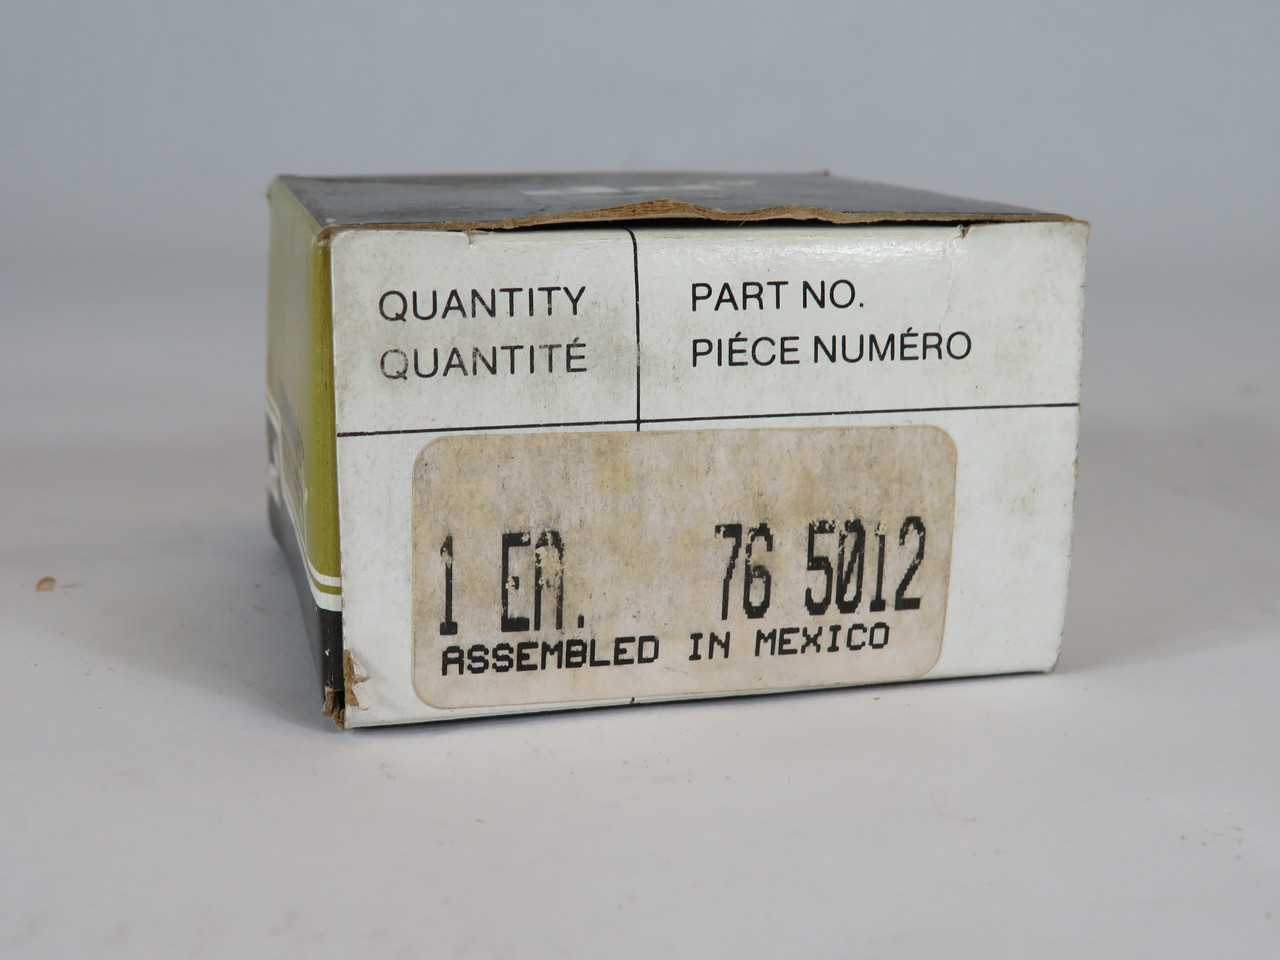 QUANTITY
QUANTITÉ
PART NO.
PIÉCE NUMÉRO
1 EA. 76 5012
ASSEMBLED IN MEXICO